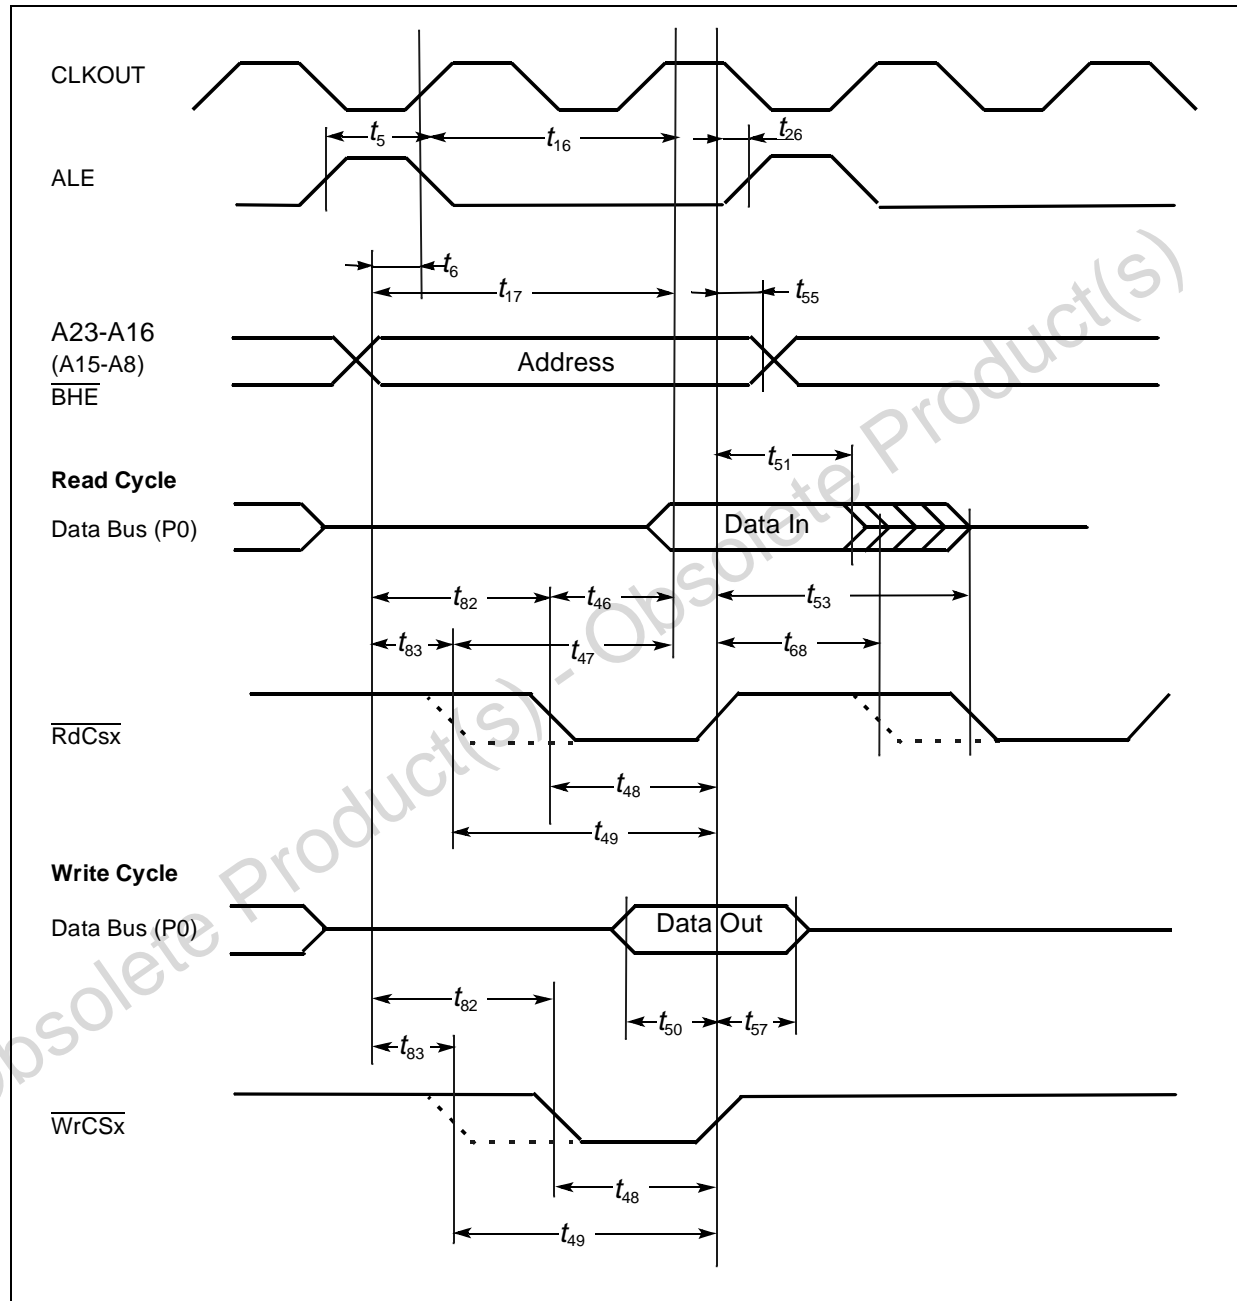 CLKOUT
t5
t16
t26
ALE
t6
t17
t55
A23-A16
(A15-A8)
BHE
Address
t51
Read Cycle
Data Bus (P0)
Data In
t82
t46
t53
t83
t47
t68
RdCsx
t48
t49
Write Cycle
Data Bus (P0)
Data Out
t82
t50
t57
t83
WrCSx
t48
t49
Obsolete Product(s) - Obsolete Product(s)